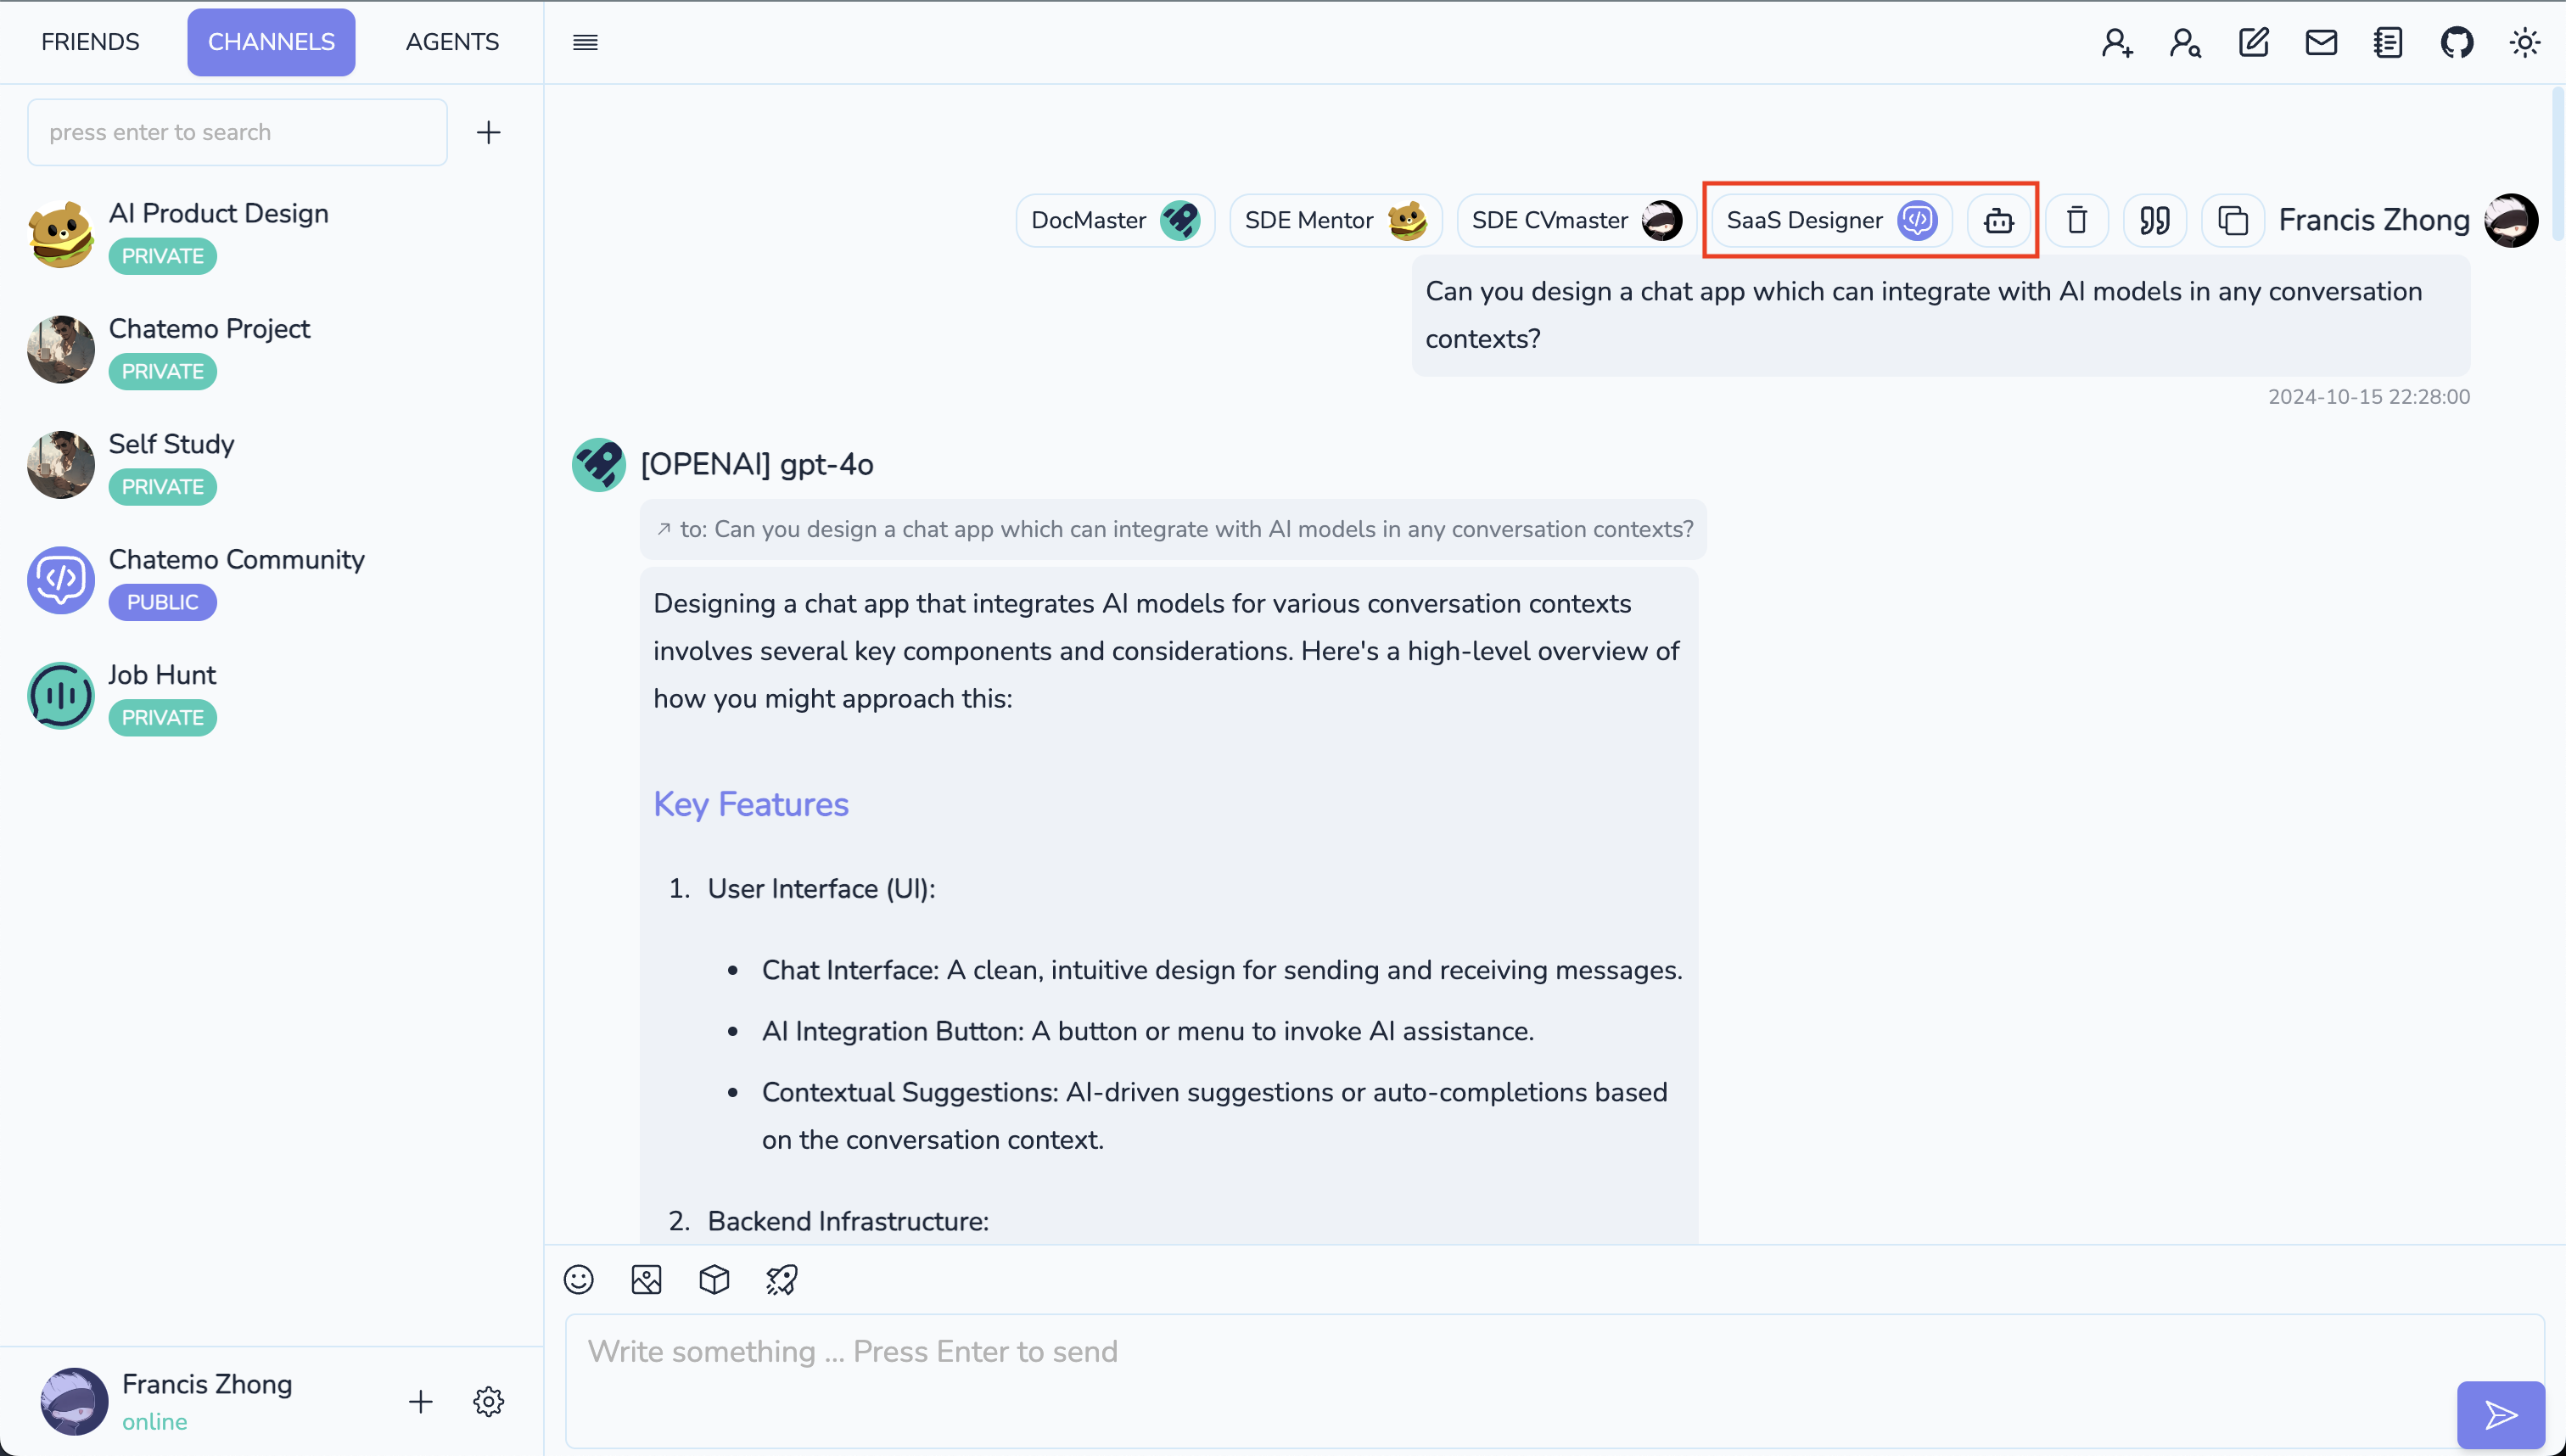 FRIENDS CHANNELS AGENTS
press enter to search
AI Product Design
PRIVATE
Chatemo Project
PRIVATE
Self Study
PRIVATE
Chatemo Community
PUBLIC
Job Hunt
PRIVATE
Francis Zhong
online
DocMaster SDE Mentor SDE CVmaster SaaS Designer Francis Zhong
Can you design a chat app which can integrate with AI models in any conversation
contexts?
2024-10-15 22:28:00
[OPENAI] gpt-4o
to: Can you design a chat app which can integrate with AI models in any conversation contexts?
Designing a chat app that integrates AI models for various conversation contexts
involves several key components and considerations. Here's a high-level overview of
how you might approach this:
Key Features
1. User Interface (UI):
• Chat Interface: A clean, intuitive design for sending and receiving messages.
• AI Integration Button: A button or menu to invoke AI assistance.
• Contextual Suggestions: AI-driven suggestions or auto-completions based
on the conversation context.
2. Backend Infrastructure:
Write something ... Press Enter to send